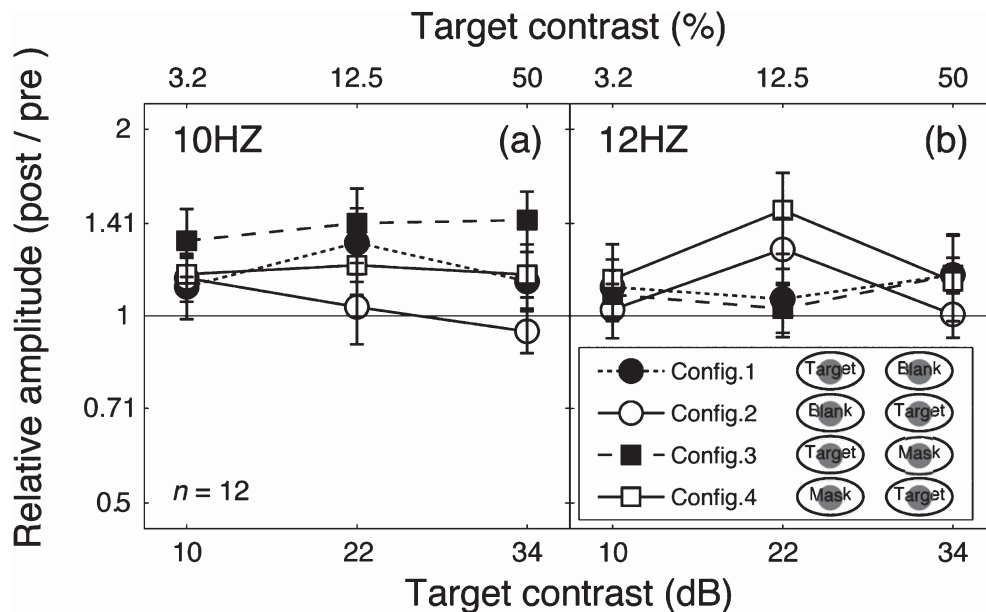 Target contrast (%)
3.2 12.5 50 3.2 12.5 50
Relative amplitude (post / pre )
2
1.41
1
0.71
0.5
10HZ (a)
n = 12
12HZ (b)
Config.1 Target Blank
Config.2 Blank Target
Config.3 Target Mask
Config.4 Mask Target
10 22 34 10 22 34
Target contrast (dB)